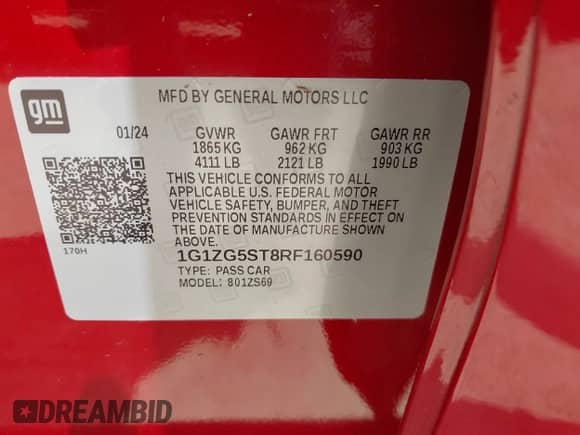 gm
MFD BY GENERAL MOTORS LLC
01/24 GVWR GAWR FRT GAWR RR
1865 KG 962 KG 903 KG
4111 LB 2121 LB 1990 LB
THIS VEHICLE CONFORMS TO ALL
APPLICABLE U.S. FEDERAL MOTOR
VEHICLE SAFETY, BUMPER, AND THEFT
PREVENTION STANDARDS IN EFFECT ON
THE DATE OF MANUFACTURE SHOWN
ABOVE.
170H
1G1ZG5ST8RF160590
TYPE: PASS CAR
MODEL: 801ZS69
DREAMBID